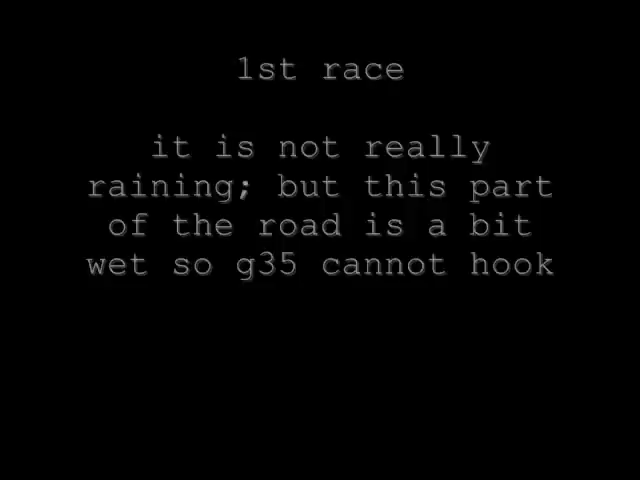 1st race
it is not really
raining; but this part
of the road is a bit
wet so g35 cannot hook